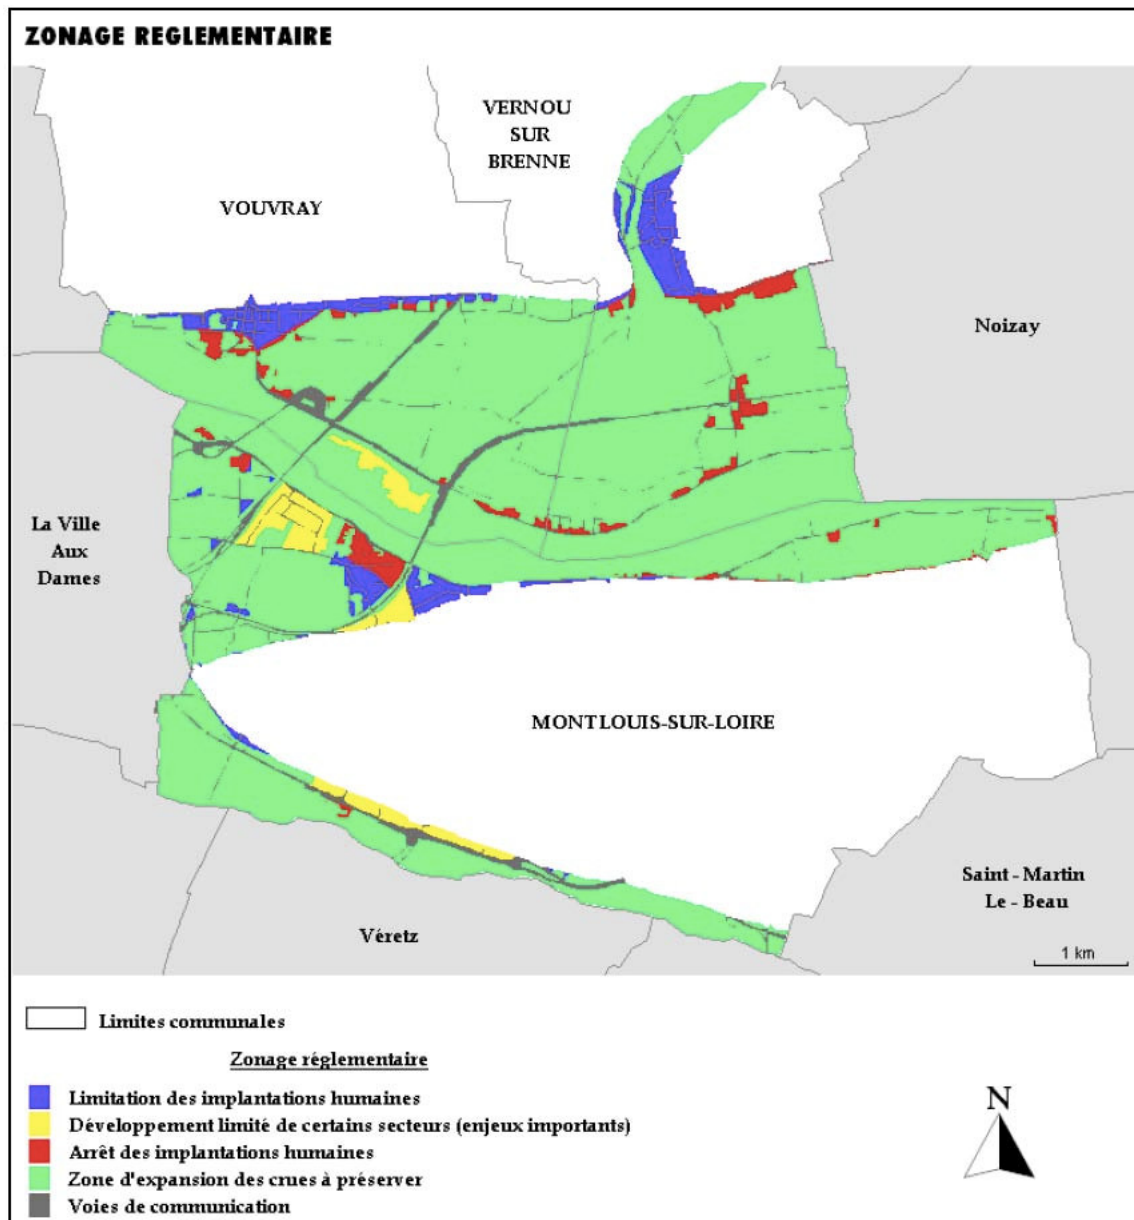 ZONAGE REGLEMENTAIRE
VERNOU
SUR
BRENNE
VOUVRAY
Noizay
La Ville
Aux
Dames
MONTLOUIS-SUR-LOIRE
Saint - Martin
Le - Beau
Véretz
1 km
Limites communales
Zonage réglementaire
Limitation des implantations humaines
Développement limité de certains secteurs (enjeux importants)
Arrêt des implantations humaines
Zone d'expansion des crues à préserver
Voies de communication
N